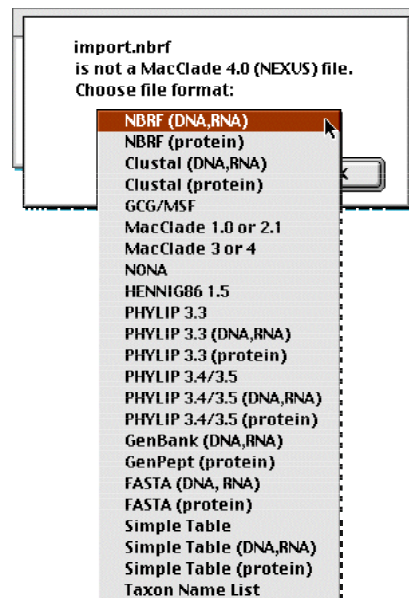 import.nbrf
is not a MacClade 4.0 (NEXUS) file.
Choose file format:
NBRF (DNA,RNA)
NBRF (protein)
Clustal (DNA,RNA)
Clustal (protein)
GCG/MSF
MacClade 1.0 or 2.1
MacClade 3 or 4
NONA
HENNIG86 1.5
PHYLIP 3.3
PHYLIP 3.3 (DNA,RNA)
PHYLIP 3.3 (protein)
PHYLIP 3.4/3.5
PHYLIP 3.4/3.5 (DNA,RNA)
PHYLIP 3.4/3.5 (protein)
GenBank (DNA,RNA)
GenPept (protein)
FASTA (DNA, RNA)
FASTA (protein)
Simple Table
Simple Table (DNA,RNA)
Simple Table (protein)
Taxon Name List